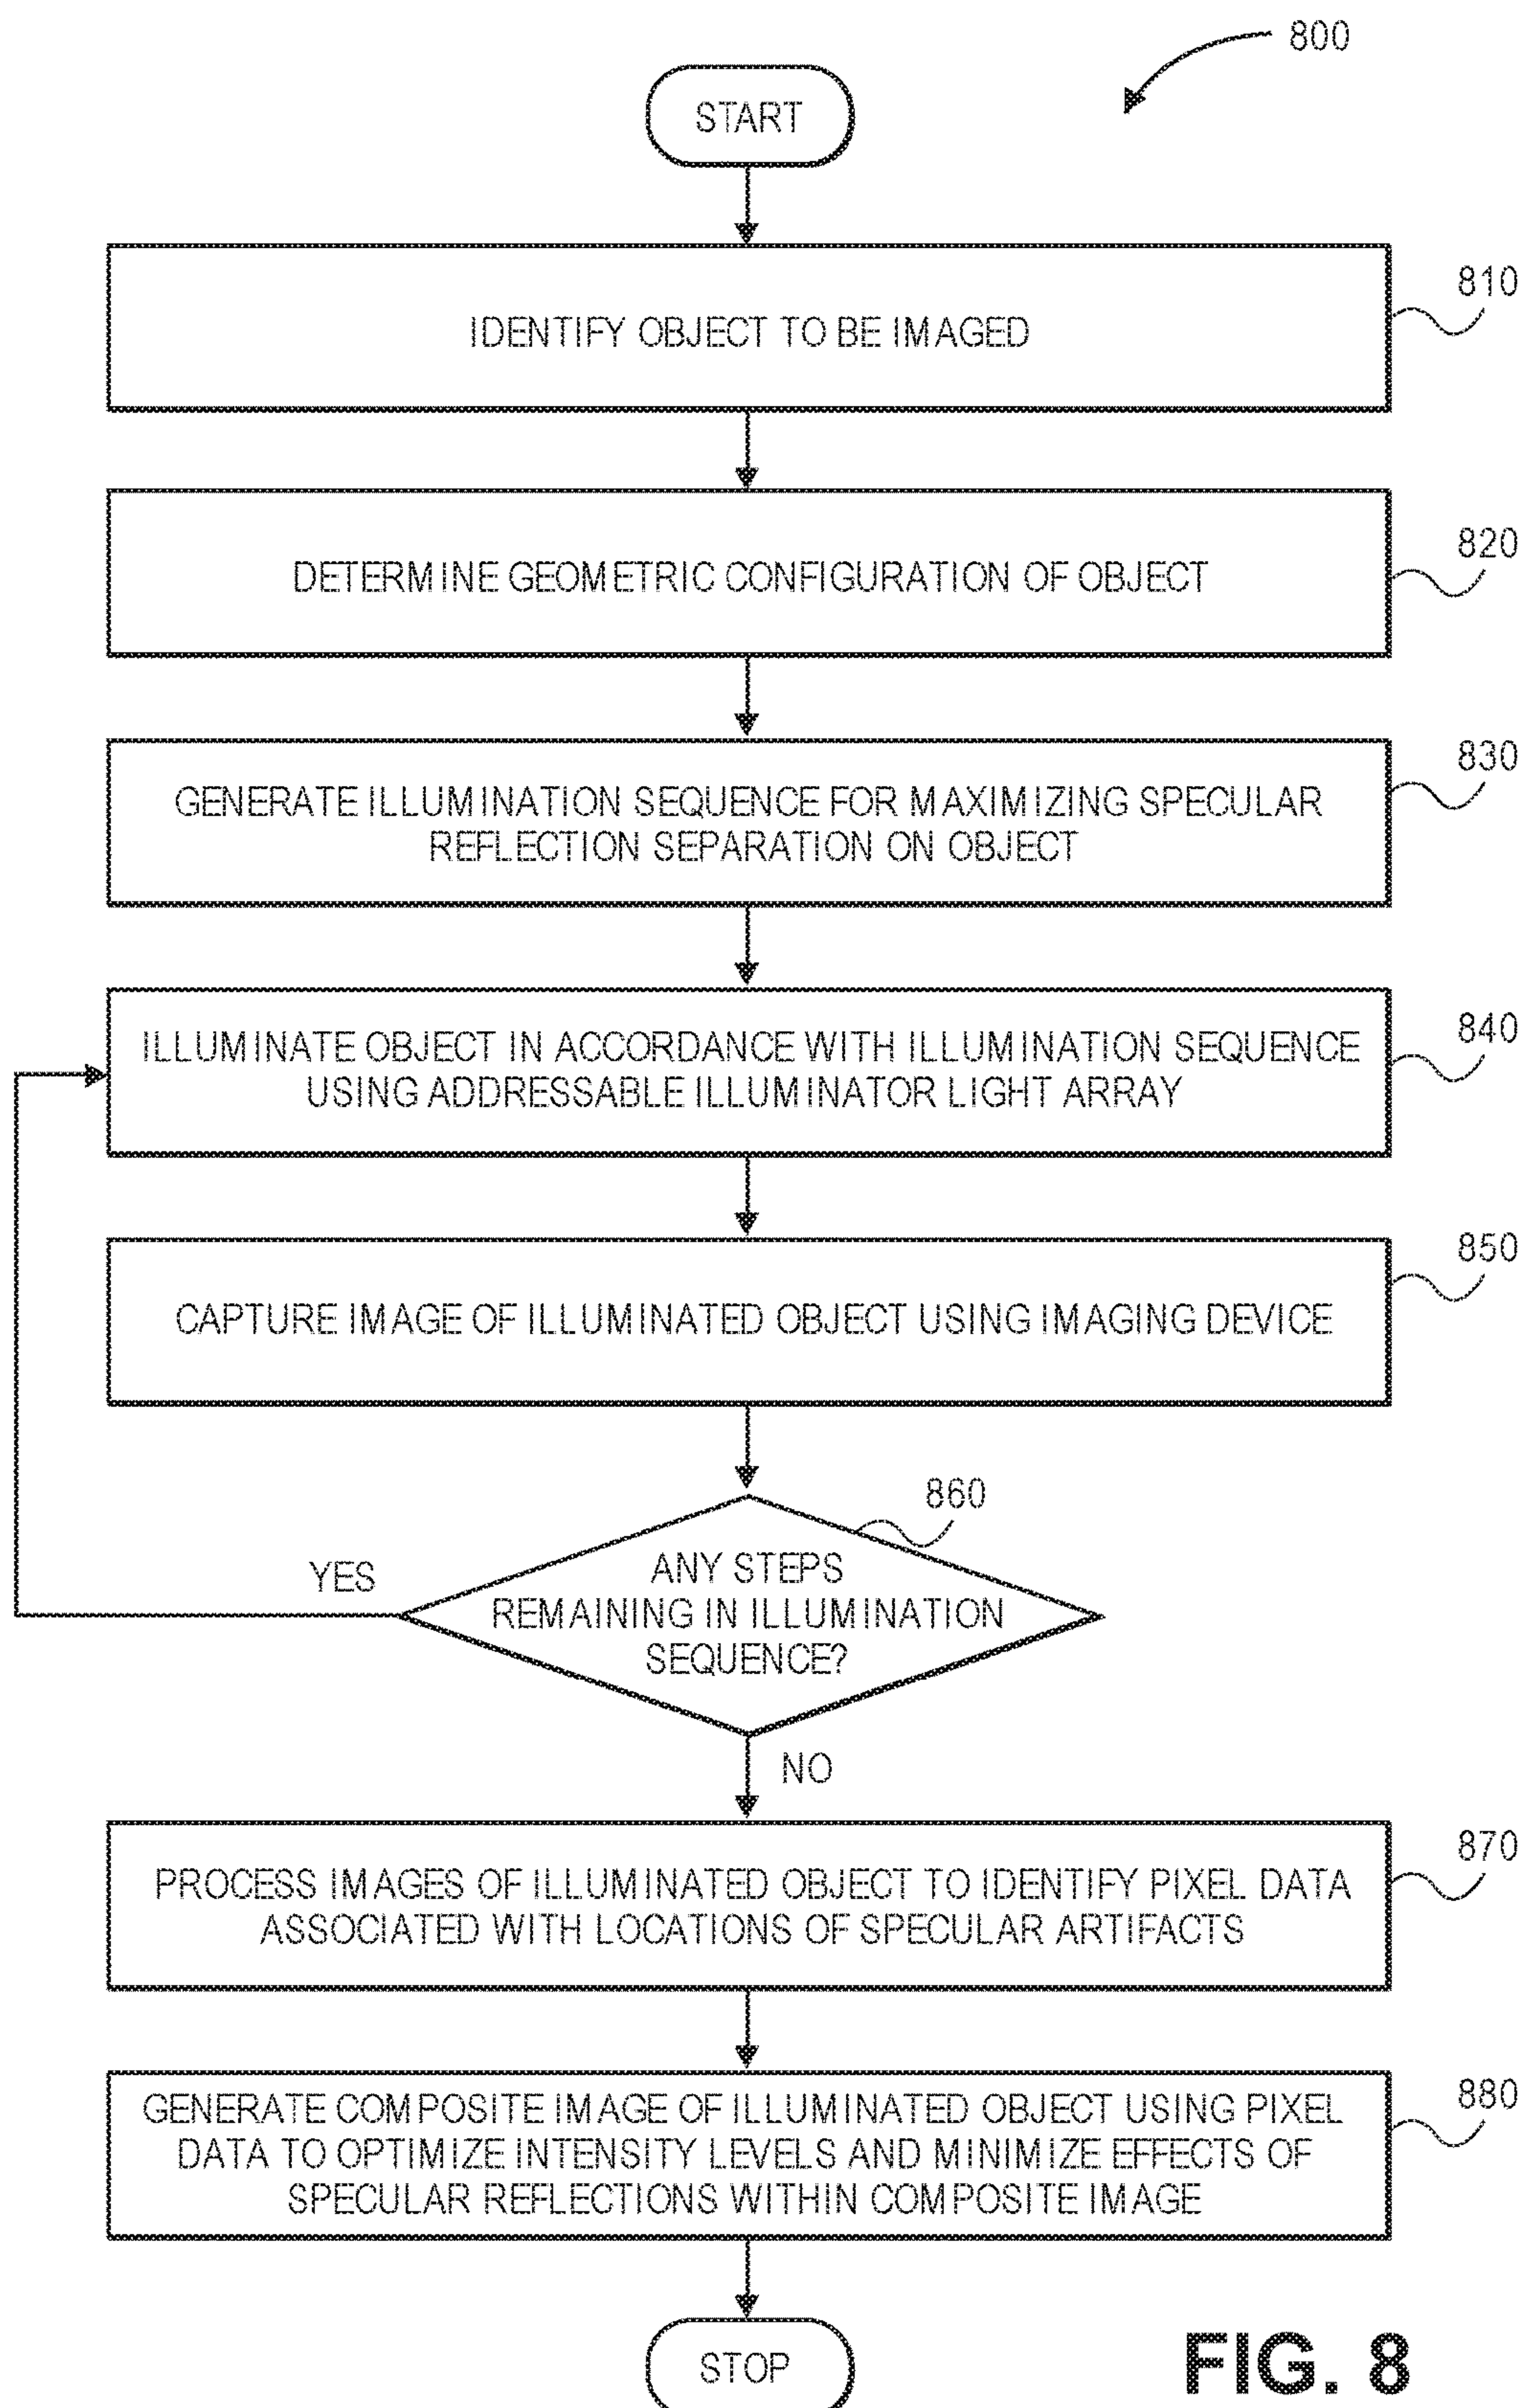 800
START
810
IDENTIFY OBJECT TO BE IMAGED
820
DETERMINE GEOMETRIC CONFIGURATION OF OBJECT
830
GENERATE ILLUMINATION SEQUENCE FOR MAXIMIZING SPECULAR
REFLECTION SEPARATION ON OBJECT
840
ILLUMINATE OBJECT IN ACCORDANCE WITH ILLUMINATION SEQUENCE
USING ADDRESSABLE ILLUMINATOR LIGHT ARRAY
850
CAPTURE IMAGE OF ILLUMINATED OBJECT USING IMAGING DEVICE
860
YES
ANY STEPS
REMAINING IN ILLUMINATION
SEQUENCE?
NO
870
PROCESS IMAGES OF ILLUMINATED OBJECT TO IDENTIFY PIXEL DATA
ASSOCIATED WITH LOCATIONS OF SPECULAR ARTIFACTS
880
GENERATE COMPOSITE IMAGE OF ILLUMINATED OBJECT USING PIXEL
DATA TO OPTIMIZE INTENSITY LEVELS AND MINIMIZE EFFECTS OF
SPECULAR REFLECTIONS WITHIN COMPOSITE IMAGE
STOP
FIG. 8